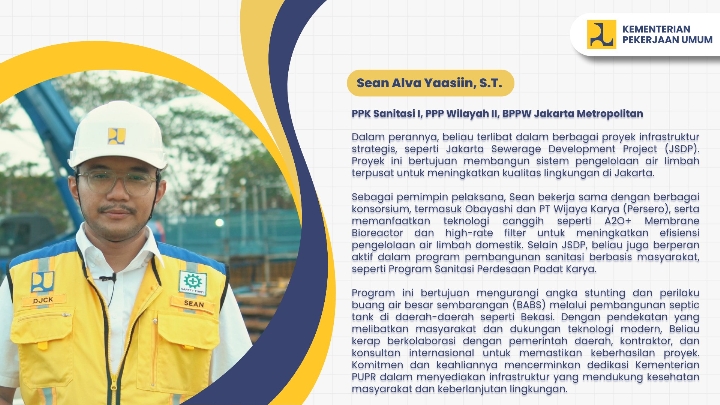 KEMENTERIAN
PEKERJAAN UMUM
Sean Alva Yaasiin, S.T.
PPK Sanitasi I, PPP Wilayah II, BPPW Jakarta Metropolitan
Dalam perannya, beliau terlibat dalam berbagai proyek infrastruktur
strategis, seperti Jakarta Sewerage Development Project (JSDP).
Proyek ini bertujuan membangun sistem pengelolaan air limbah
terpusat untuk meningkatkan kualitas lingkungan di Jakarta.
Sebagai pemimpin pelaksana, Sean bekerja sama dengan berbagai
konsorsium, termasuk Obayashi dan PT Wijaya Karya (Persero), serta
memanfaatkan teknologi canggih seperti A2O+ Membrane
Bioreactor dan high-rate filter untuk meningkatkan efisiensi
pengelolaan air limbah domestik. Selain JSDP, beliau juga berperan
aktif dalam program pembangunan sanitasi berbasis masyarakat,
seperti Program Sanitasi Perdesaan Padat Karya.
Program ini bertujuan mengurangi angka stunting dan perilaku
buang air besar sembarangan (BABS) melalui pembangunan septic
tank di daerah-daerah seperti Bekasi. Dengan pendekatan yang
melibatkan masyarakat dan dukungan teknologi modern, Beliau
kerap berkolaborasi dengan pemerintah daerah, kontraktor, dan
konsultan internasional untuk memastikan keberhasilan proyek.
Komitmen dan keahliannya mencerminkan dedikasi Kementerian
PUPR dalam menyediakan infrastruktur yang mendukung kesehatan
masyarakat dan keberlanjutan lingkungan.
DJCK
SEAN